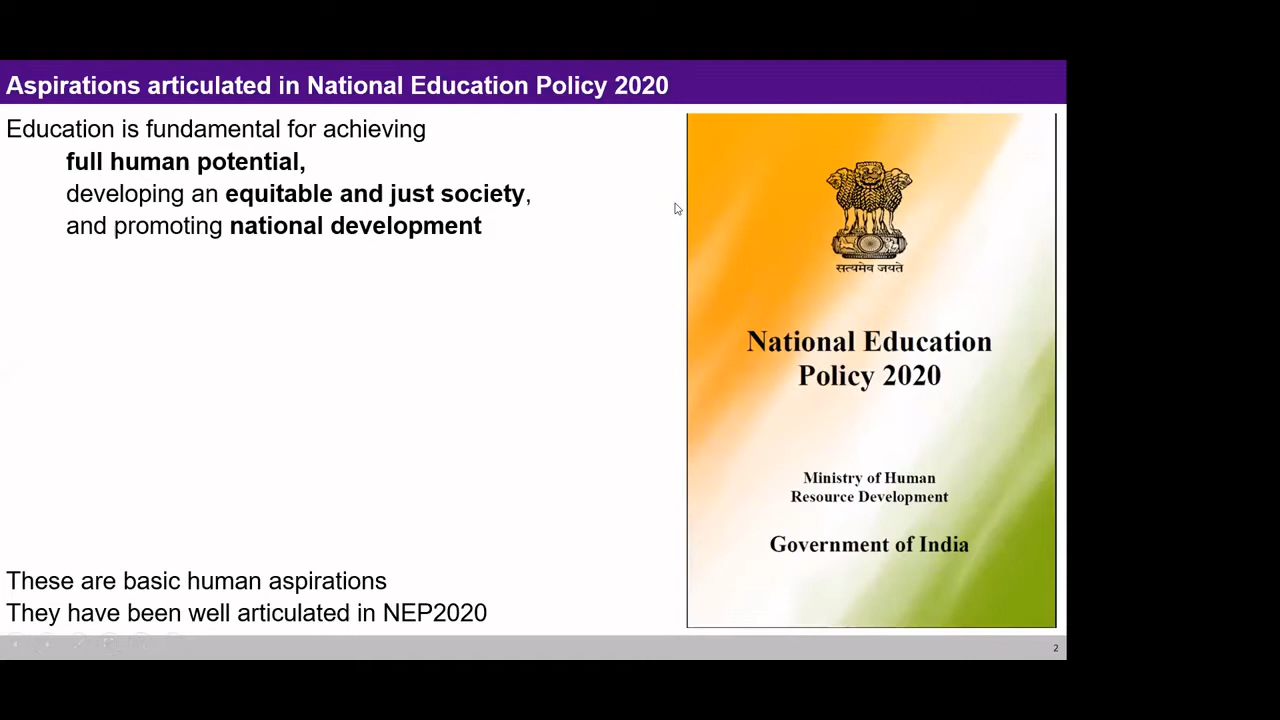 Aspirations articulated in National Education Policy 2020
Education is fundamental for achieving
full human potential,
developing an equitable and just society,
and promoting national development
These are basic human aspirations
They have been well articulated in NEP2020
सत्यमेव जयते
National Education
Policy 2020
Ministry of Human
Resource Development
Government of India
2